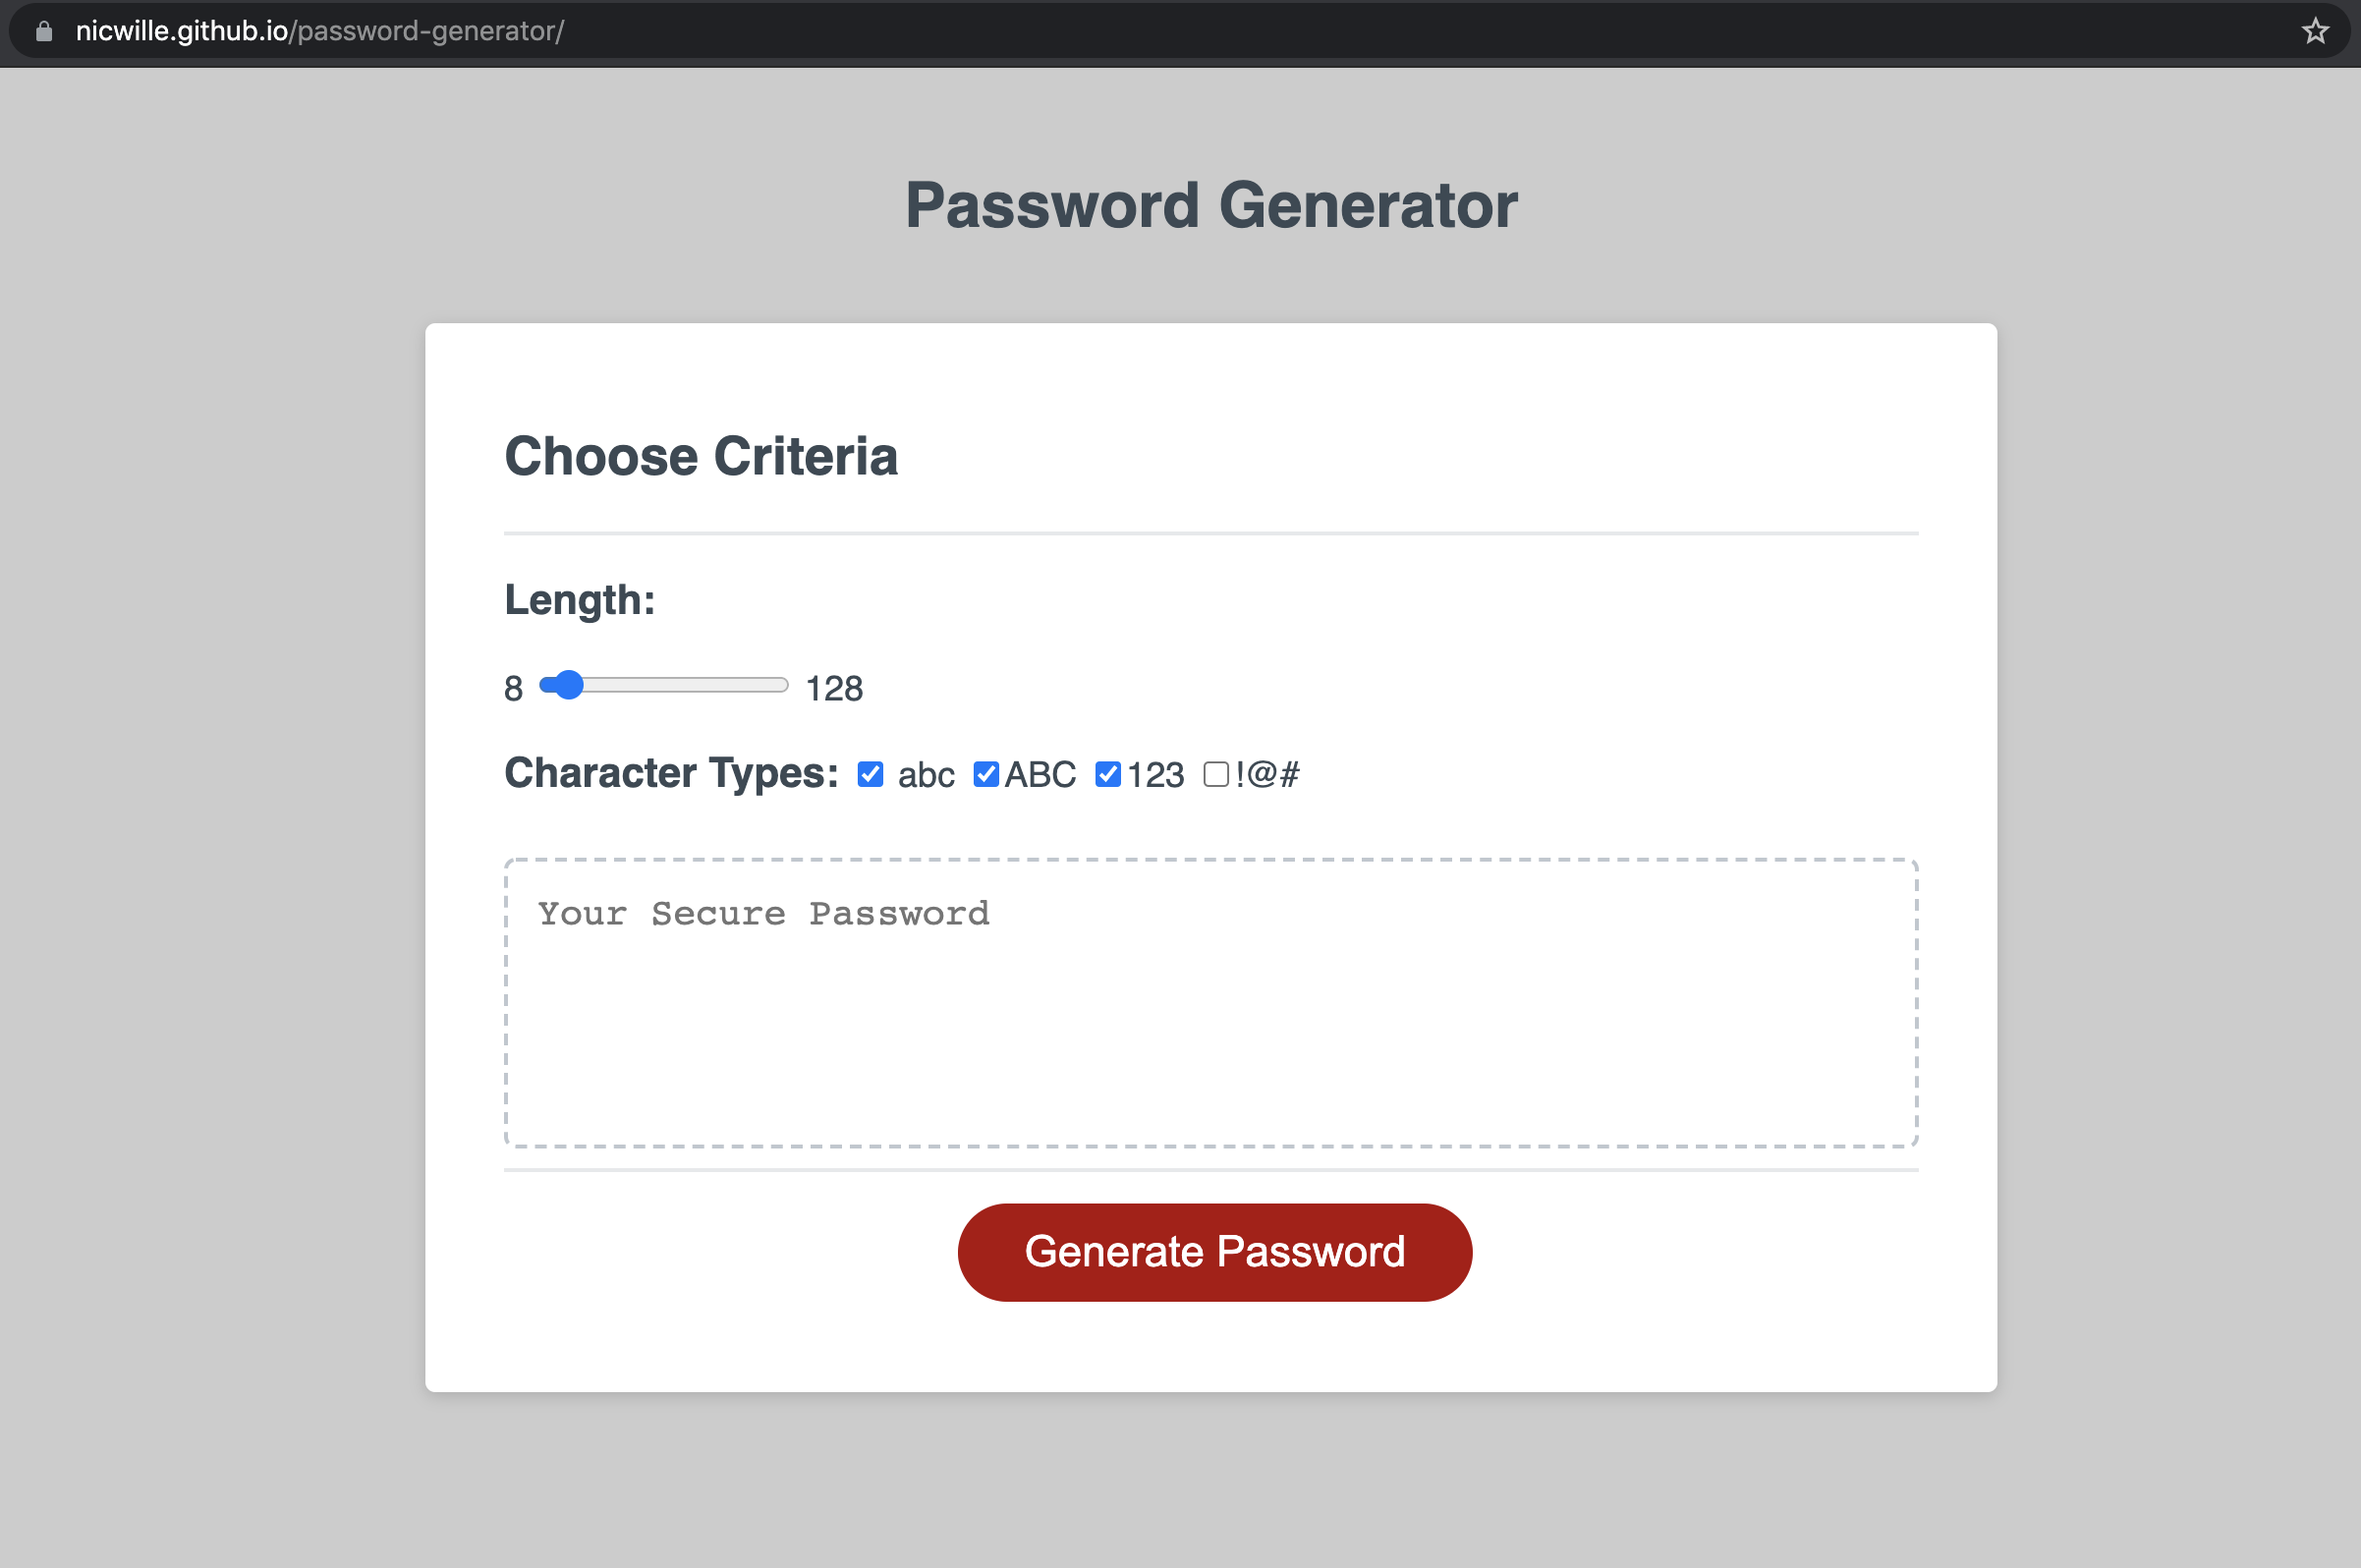 nicwille.github.io/password-generator/
Password Generator
Choose Criteria
Length:
8 128
Character Types: abc ABC 123 !@#
Your Secure Password
Generate Password